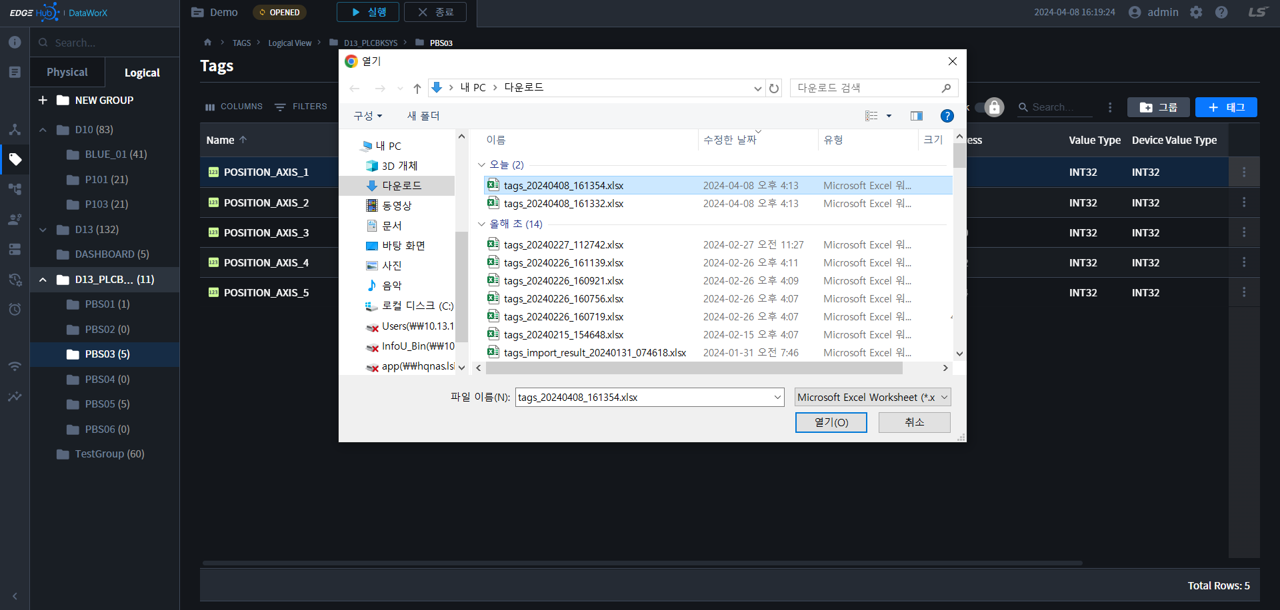 EDGE Hub | DataWorX
Demo
OPENED
실행
종료
2024-04-08 16:19:24
admin
LS
Search...
Physical
Logical
NEW GROUP
D10 (83)
BLUE_01 (41)
P101 (21)
P103 (21)
D13 (132)
DASHBOARD (5)
D13_PLCB... (11)
PBS01 (1)
PBS02 (0)
PBS03 (5)
PBS04 (0)
PBS05 (5)
PBS06 (0)
TestGroup (60)
TAGS
Logical View
D13_PLCBKSYS
PBS03
Tags
COLUMNS
FILTERS
Search...
그룹
태그
Name
Value Type
Device Value Type
POSITION_AXIS_1
INT32
INT32
POSITION_AXIS_2
INT32
INT32
POSITION_AXIS_3
INT32
INT32
POSITION_AXIS_4
INT32
INT32
POSITION_AXIS_5
INT32
INT32
Total Rows: 5
열기
내 PC
다운로드
다운로드 검색
구성
새 폴더
내 PC
3D 개체
다운로드
동영상
문서
바탕 화면
사진
음악
로컬 디스크 (C:)
Users(₩₩10.13.1
InfoU_Bin(₩₩10
app(₩₩hqnas.lsi
이름
수정한 날짜
유형
크기
오늘 (2)
tags_20240408_161354.xlsx
2024-04-08 오후 4:13
Microsoft Excel 워...
tags_20240408_161332.xlsx
2024-04-08 오후 4:13
Microsoft Excel 워...
올해 초 (14)
tags_20240227_112742.xlsx
2024-02-27 오전 11:27
Microsoft Excel 워...
tags_20240226_161139.xlsx
2024-02-26 오후 4:11
Microsoft Excel 워...
tags_20240226_160921.xlsx
2024-02-26 오후 4:09
Microsoft Excel 워...
tags_20240226_160756.xlsx
2024-02-26 오후 4:07
Microsoft Excel 워...
tags_20240226_160719.xlsx
2024-02-26 오후 4:07
Microsoft Excel 워...
tags_20240215_154648.xlsx
2024-02-15 오후 4:07
Microsoft Excel 워...
tags_import_result_20240131_074618.xlsx
2024-01-31 오전 7:46
Microsoft Excel 워...
파일 이름(N):
tags_20240408_161354.xlsx
Microsoft Excel Worksheet (*.x
열기(O)
취소